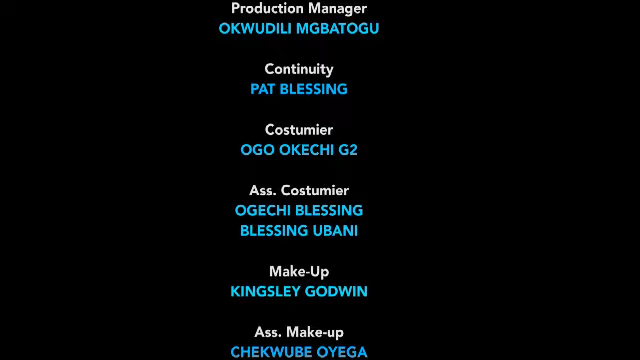 Production Manager
OKWUDILI MGBATOGU
Continuity
PAT BLESSING
Costumier
OGO OKECHI G2
Ass. Costumier
OGECHI BLESSING
BLESSING UBANI
Make-Up
KINGSLEY GODWIN
Ass. Make-up
CHEKWUBE OYEGA